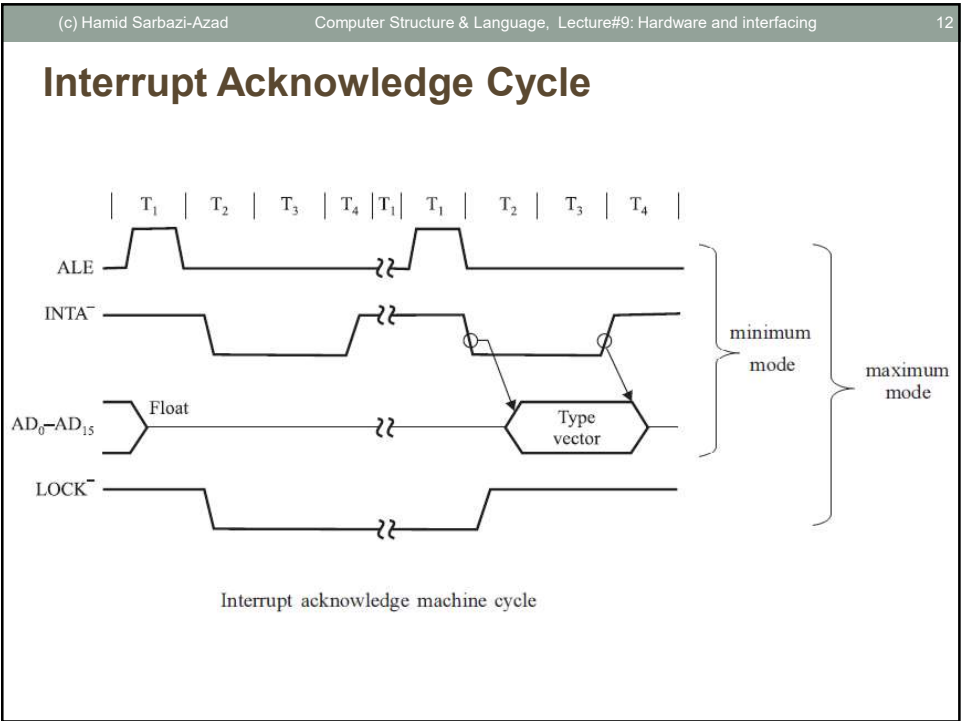 (c) Hamid Sarbazi-Azad Computer Structure & Language, Lecture#9: Hardware and interfacing 12
Interrupt Acknowledge Cycle
| T₁ | T₂ | T₃ | T₄ | T₁ | T₁ | T₂ | T₃ | T₄ |
ALE
INTA⁻
minimum
mode
maximum
mode
Float
AD₀–AD₁₅
Type
vector
LOCK⁻
Interrupt acknowledge machine cycle